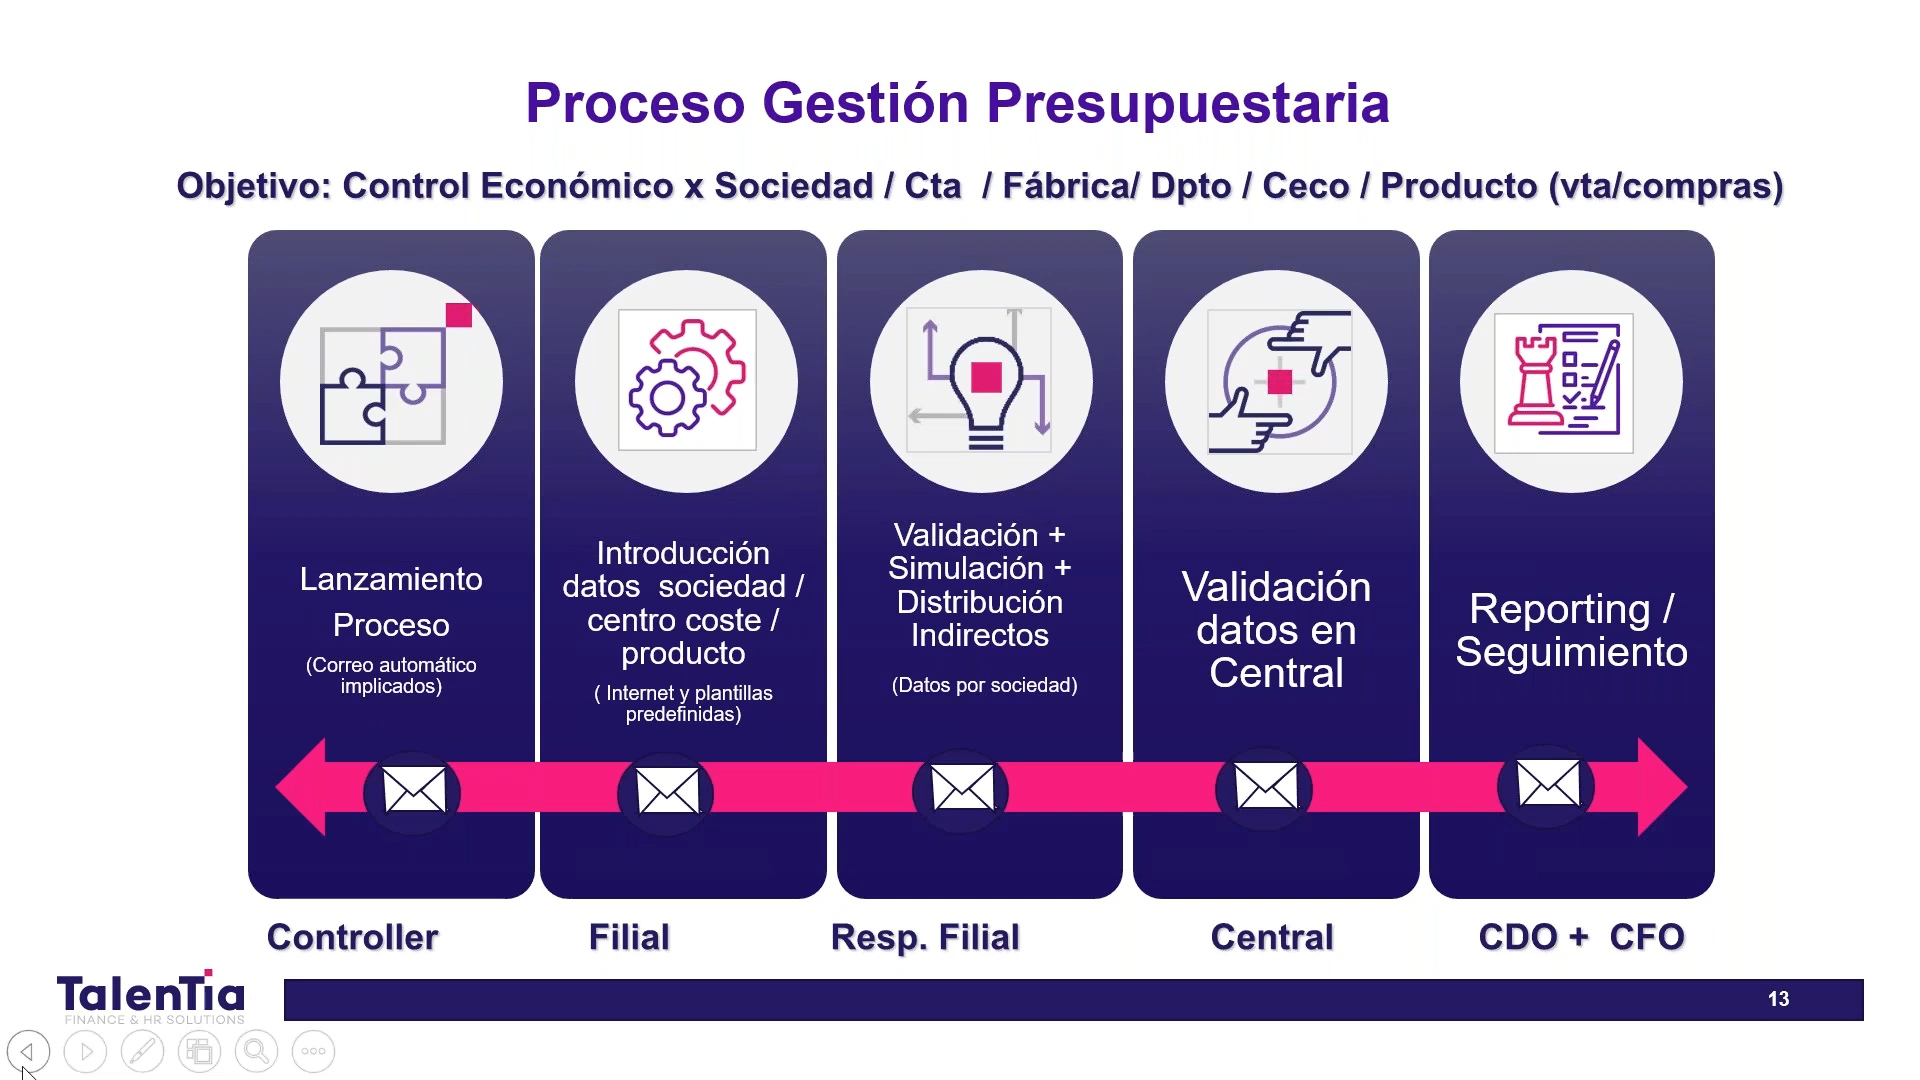 Proceso Gestión Presupuestaria
Objetivo: Control Económico x Sociedad / Cta / Fábrica/ Dpto / Ceco / Producto (vta/compras)
Lanzamiento
Proceso
(Correo automático
implicados)
Introducción
datos sociedad /
centro coste /
producto
( Internet y plantillas
predefinidas)
Validación +
Simulación +
Distribución
Indirectos
(Datos por sociedad)
Validación
datos en
Central
Reporting /
Seguimiento
Controller
Filial
Resp. Filial
Central
CDO + CFO
TalenTia
FINANCE & HR SOLUTIONS
13